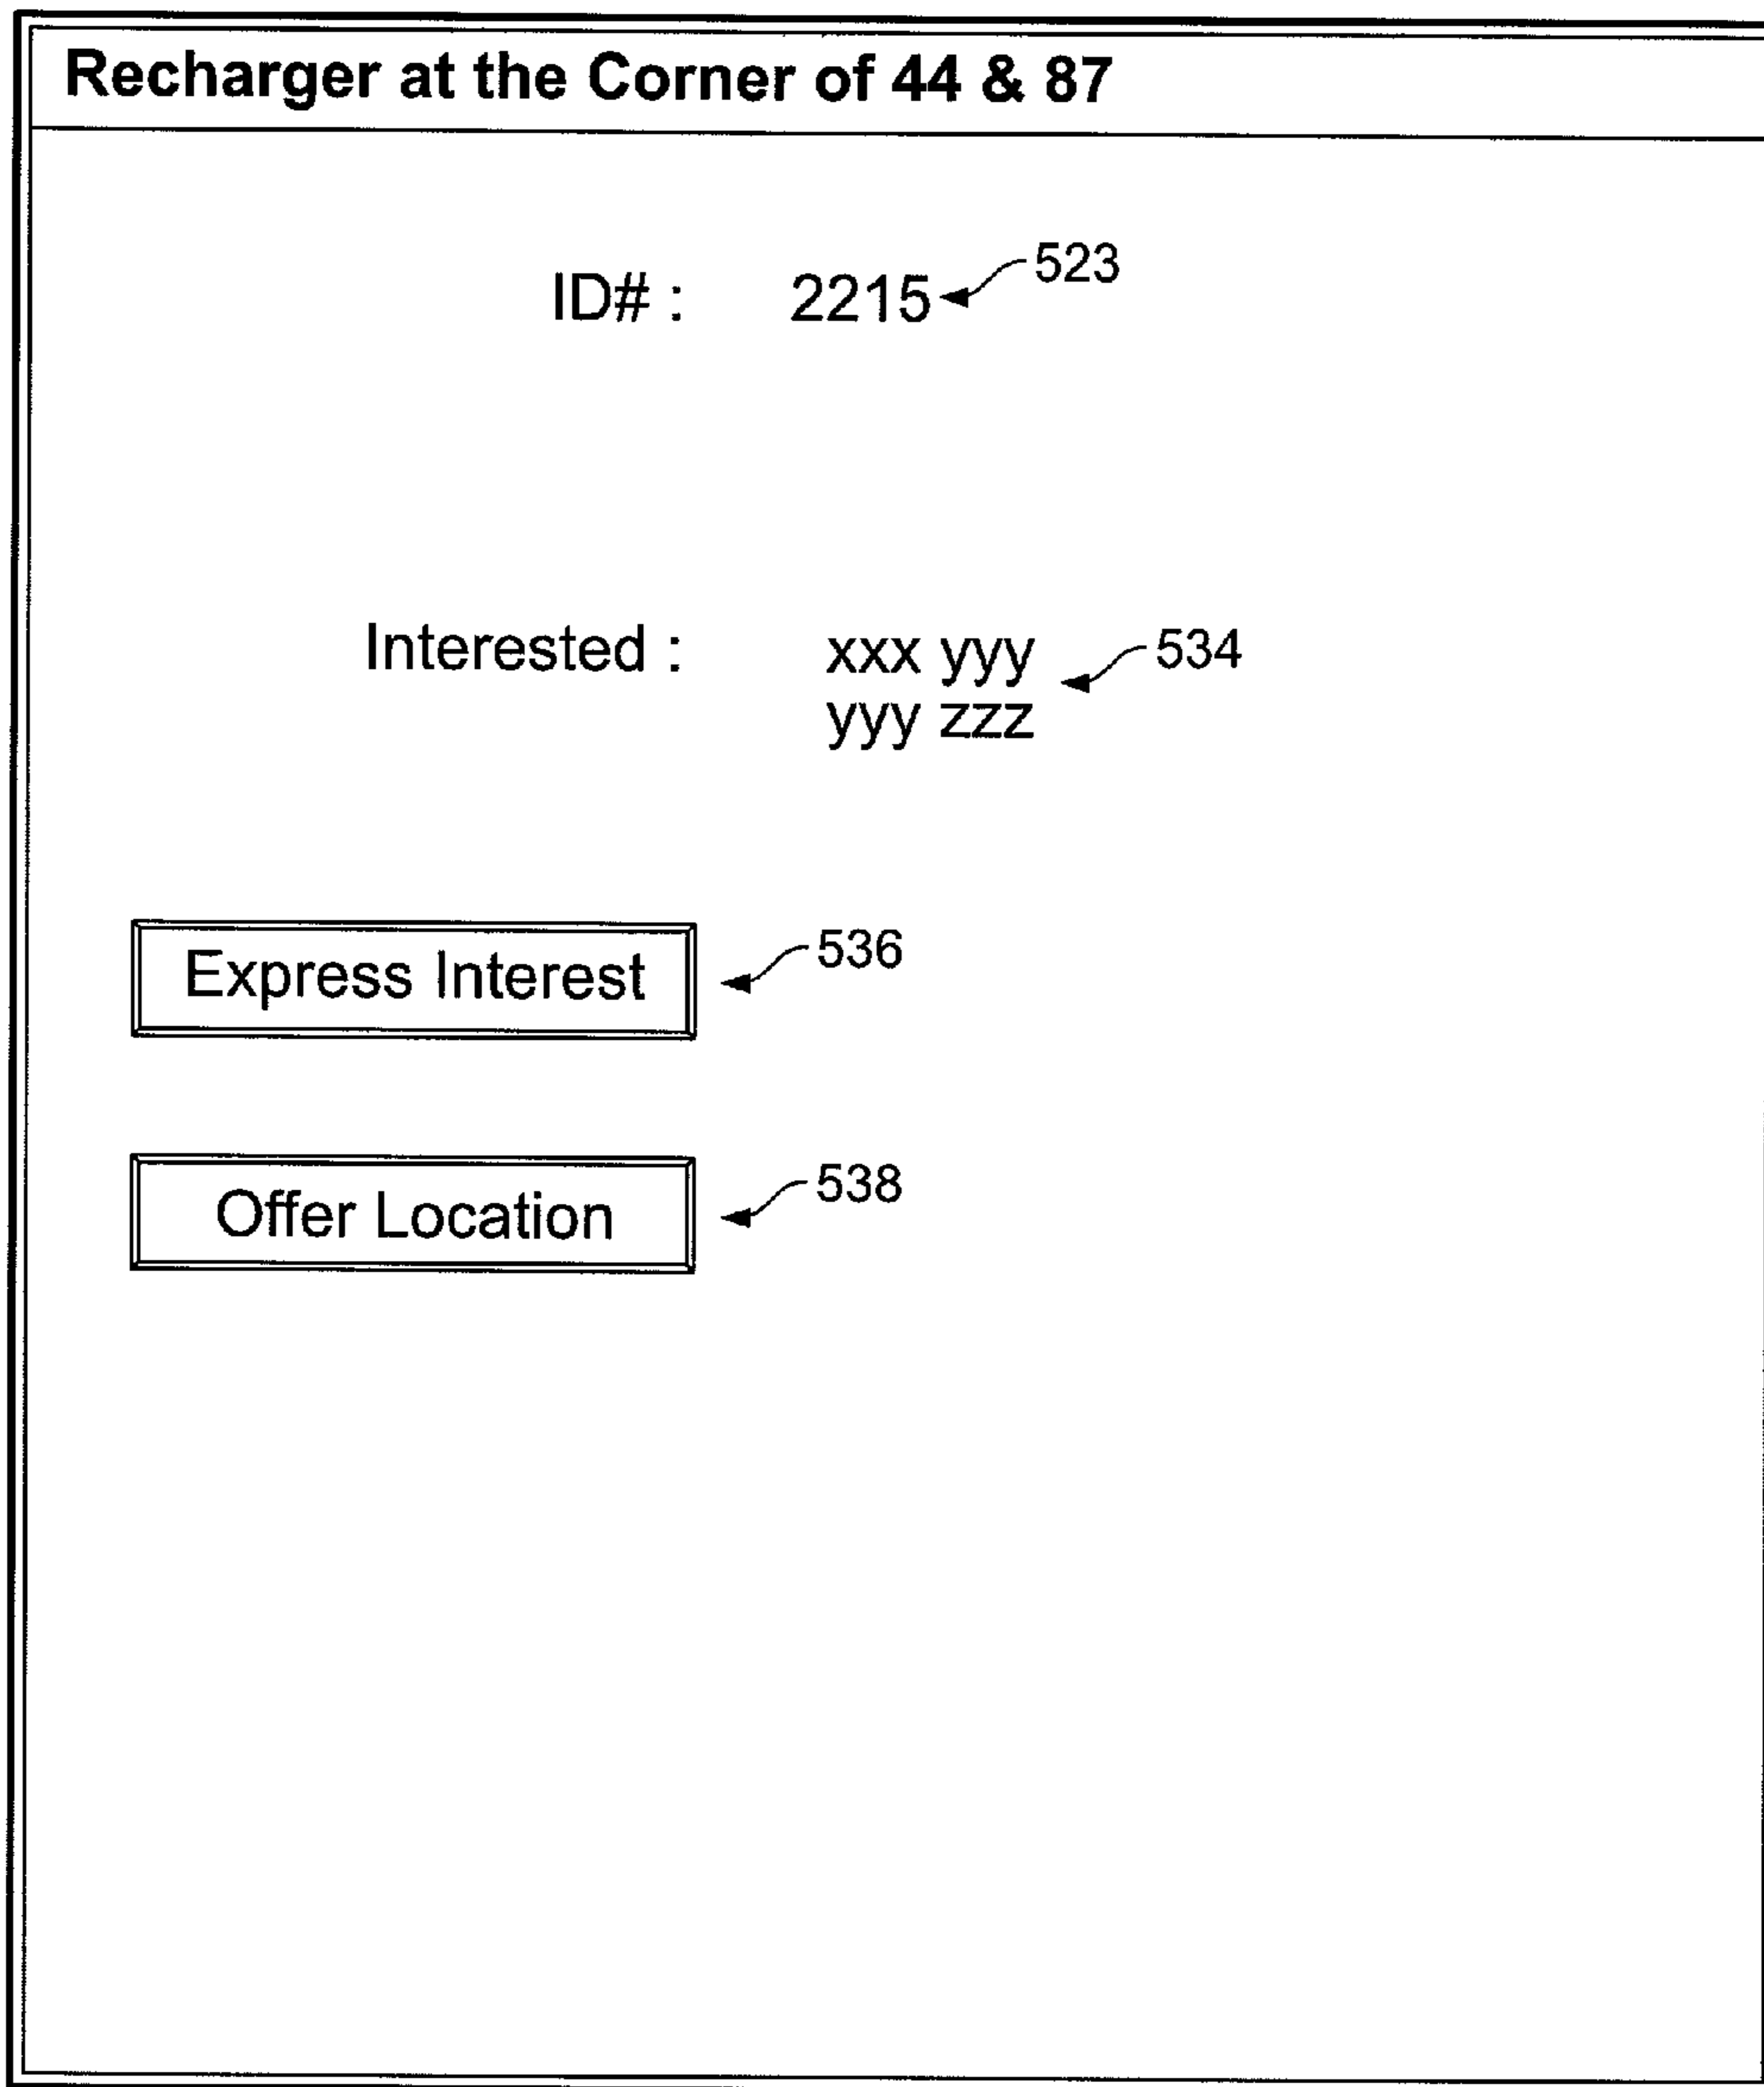 Recharger at the Corner of 44 & 87
ID# : 2215 523
Interested : xxx yyy 534
yyy zzz
Express Interest 536
Offer Location 538